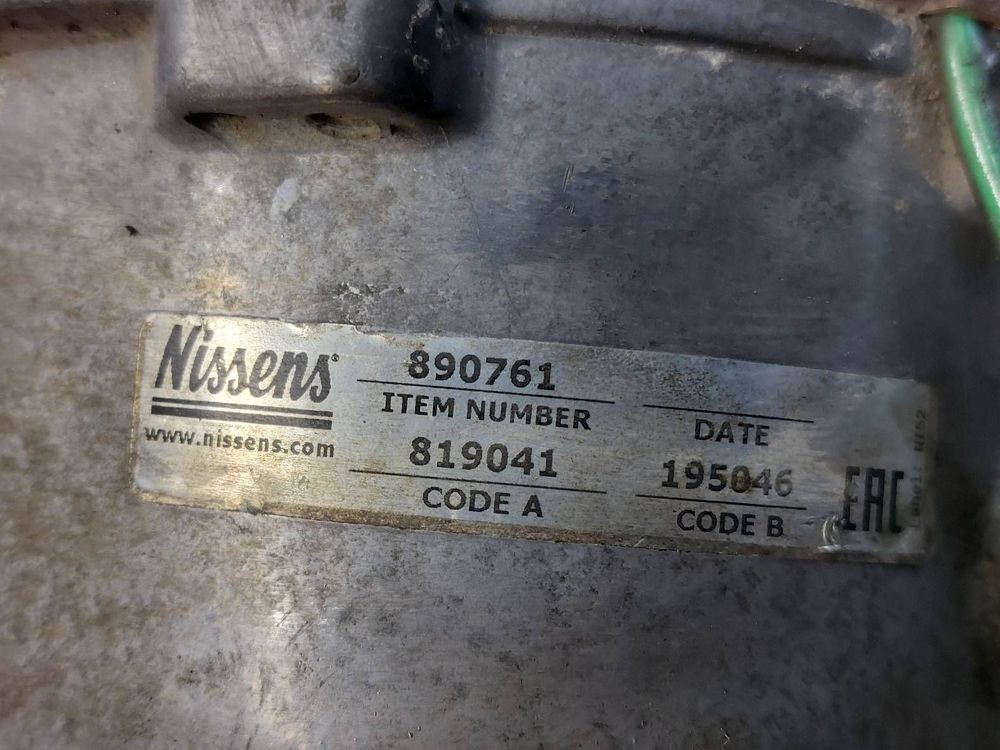 Nissens®
www.nissens.com
890761
ITEM NUMBER
819041
CODE A
DATE
195046
CODE B
EAC